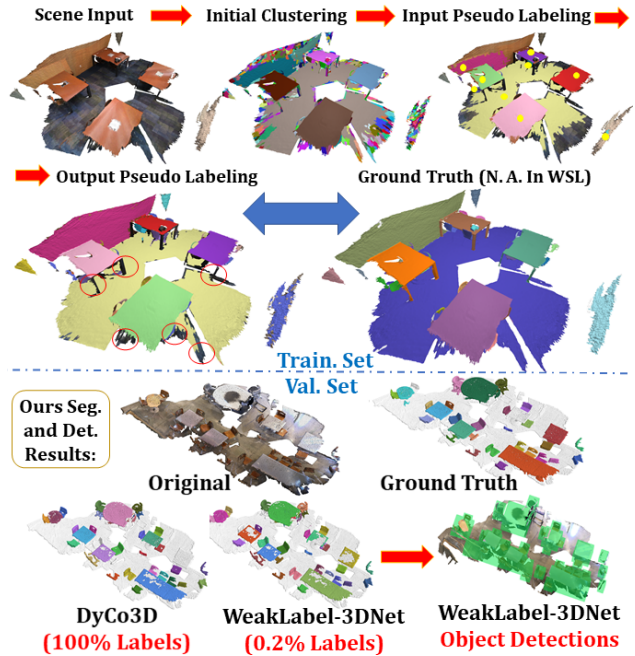 Scene Input
Initial Clustering
Input Pseudo Labeling
Output Pseudo Labeling
Ground Truth (N. A. In WSL)
Train. Set
Val. Set
Ours Seg.
and Det.
Results:
Original
Ground Truth
DyCo3D
(100% Labels)
WeakLabel-3DNet
(0.2% Labels)
WeakLabel-3DNet
Object Detections